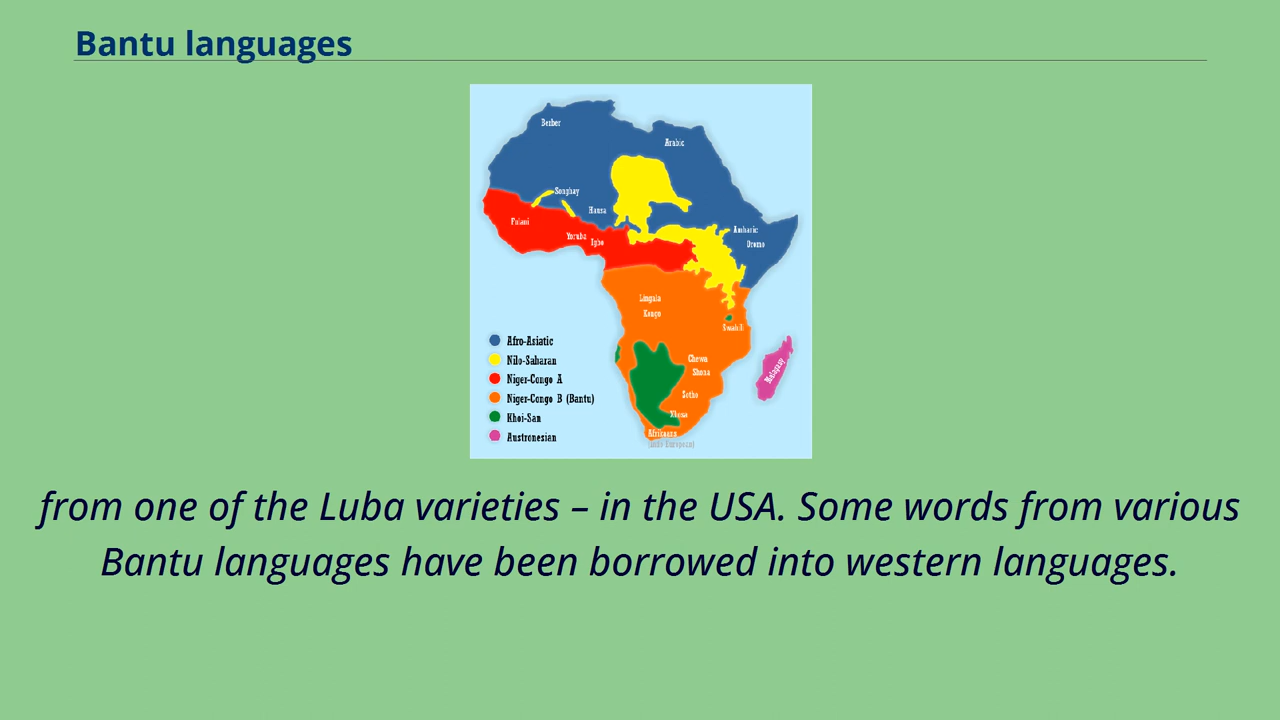 Bantu languages
Berber
Arabic
Songhay
Hausa
Fulani
Yoruba
Igbo
Amharic
Oromo
Lingala
Kongo
Swahili
Chewa
Shona
Sotho
Xhosa
Afrikaans
(Indo European)
Malagasy
Afro-Asiatic
Nilo-Saharan
Niger-Congo A
Niger-Congo B (Bantu)
Khoi-San
Austronesian
from one of the Luba varieties – in the USA. Some words from various
Bantu languages have been borrowed into western languages.